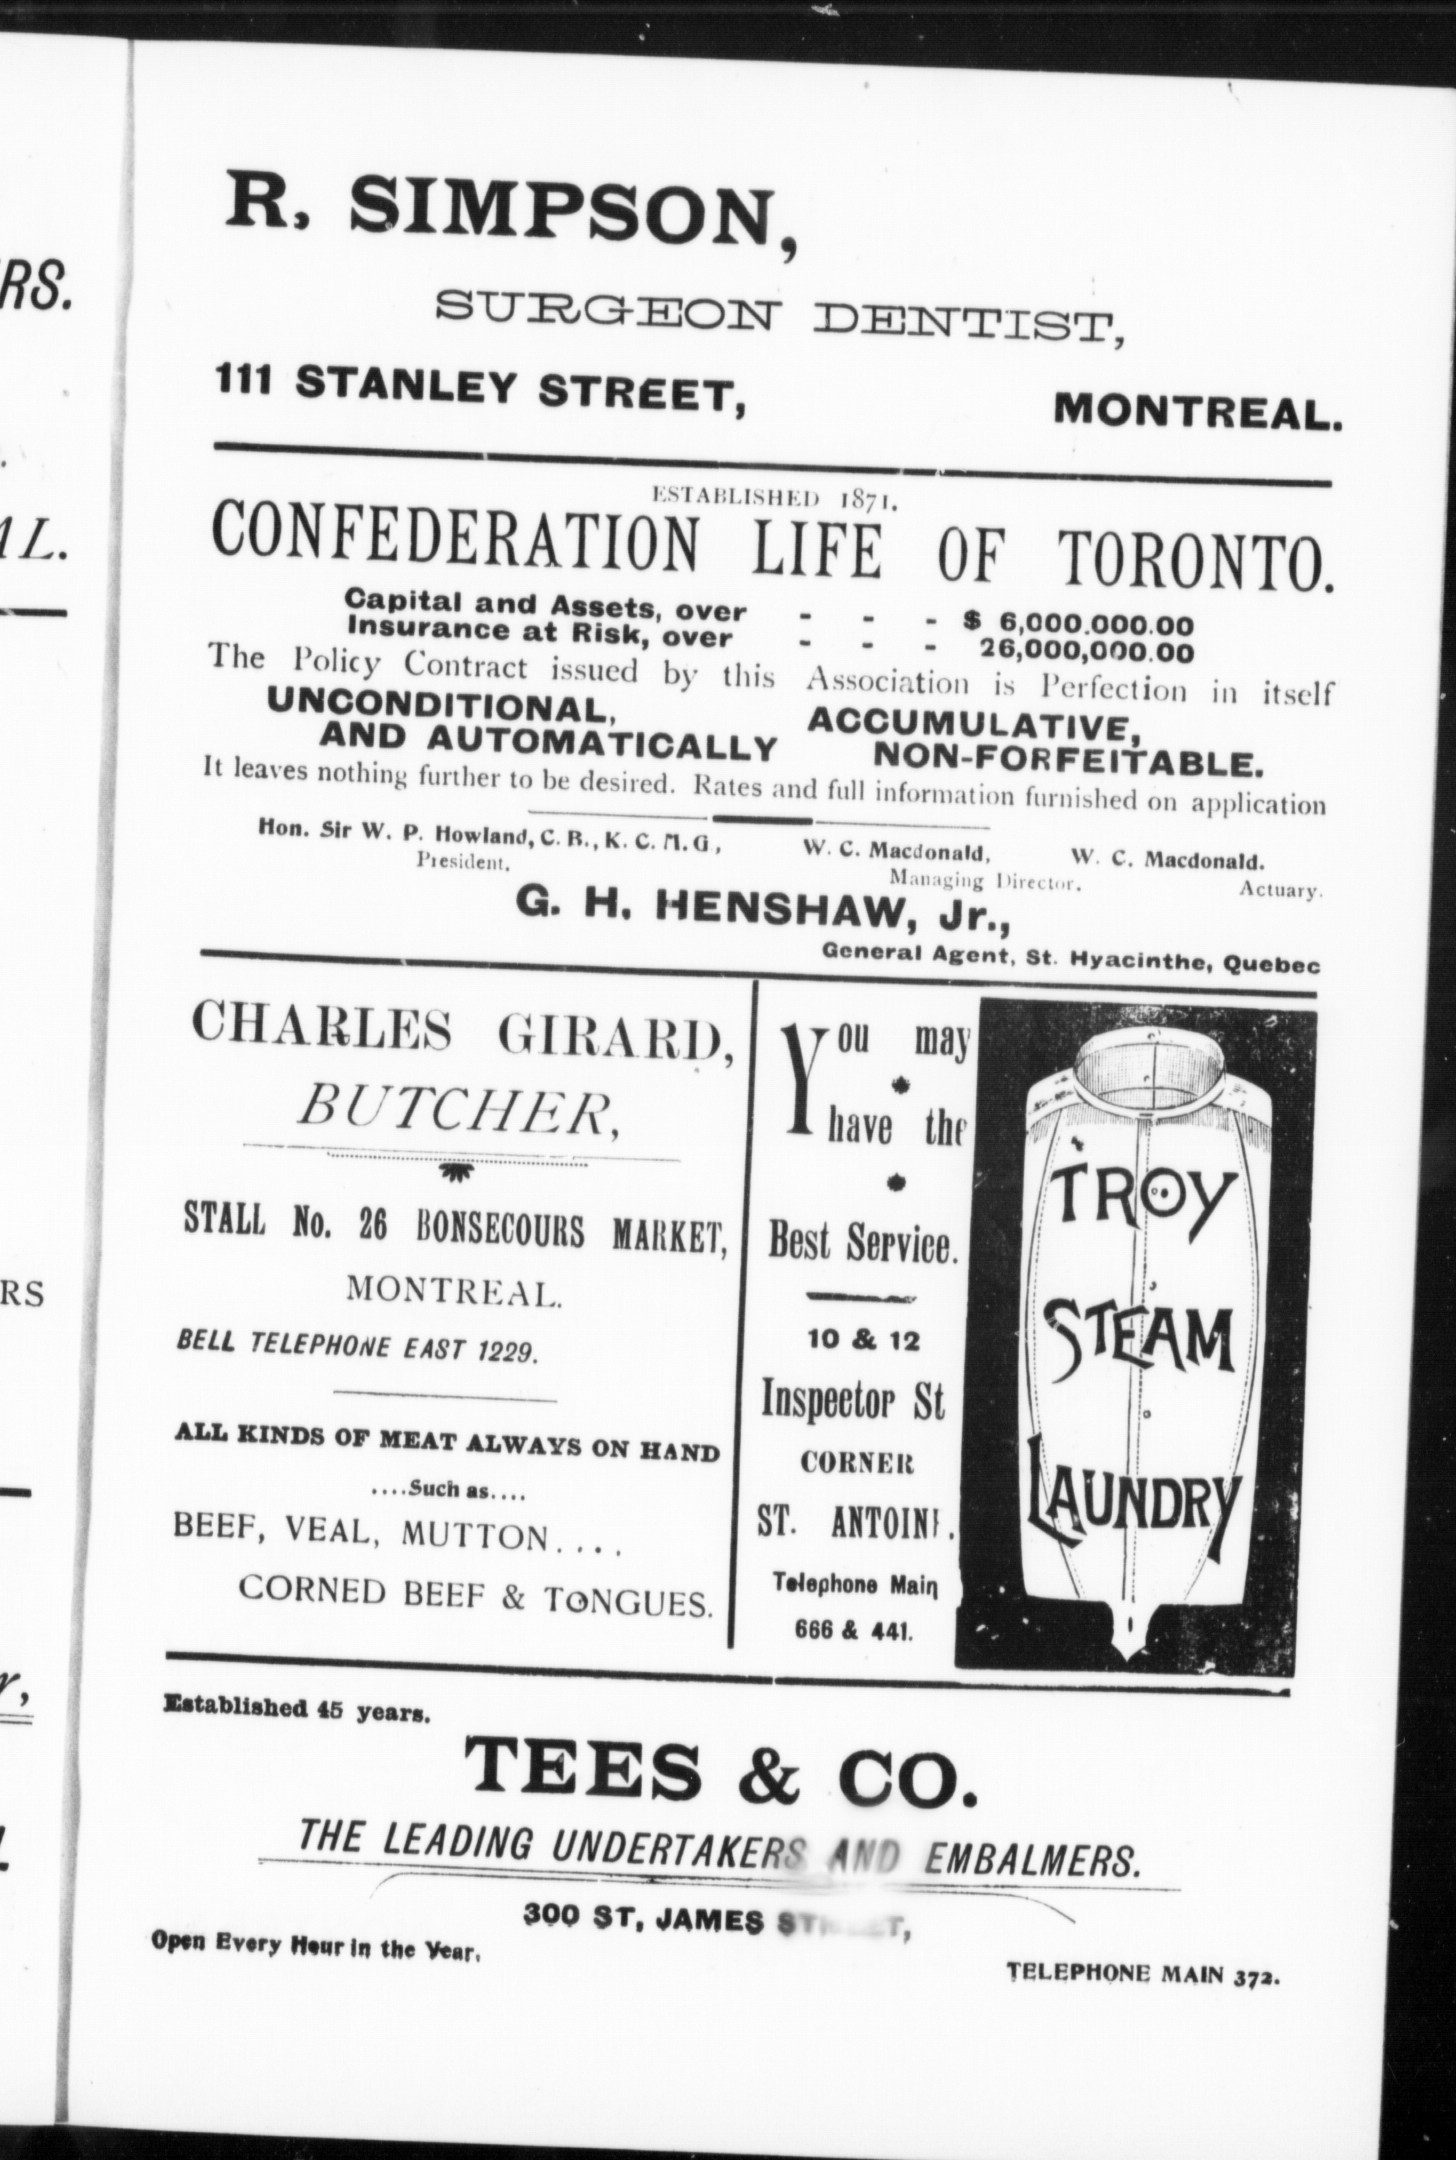 RS.
AL.
RS
r,
R. SIMPSON,
SURGEON DENTIST,
111 STANLEY STREET, MONTREAL.
ESTABLISHED 1871.
CONFEDERATION LIFE OF TORONTO.
Capital and Assets, over - - - $ 6,000.000.00
Insurance at Risk, over - - - 26,000,000.00
The Policy Contract issued by this Association is Perfection in itself
UNCONDITIONAL, ACCUMULATIVE,
AND AUTOMATICALLY NON-FORFEITABLE.
It leaves nothing further to be desired. Rates and full information furnished on application
Hon. Sir W. P. Howland, C. B., K. C. M. G., W. C. Macdonald, W. C. Macdonald.
President. Managing Director. Actuary.
G. H. HENSHAW, Jr.,
General Agent, St. Hyacinthe, Quebec
CHARLES GIRARD,
BUTCHER,
STALL No. 26 BONSECOURS MARKET,
MONTREAL.
BELL TELEPHONE EAST 1229.
ALL KINDS OF MEAT ALWAYS ON HAND
....Such as....
BEEF, VEAL, MUTTON....
CORNED BEEF & TONGUES.
You may
have the
Best Service.
10 & 12
Inspector St
CORNER
ST. ANTOINE.
Telephone Main
666 & 441.
TROY
STEAM
LAUNDRY
Established 45 years.
TEES & CO.
THE LEADING UNDERTAKERS AND EMBALMERS.
300 ST, JAMES STREET,
Open Every Hour in the Year.
TELEPHONE MAIN 372.